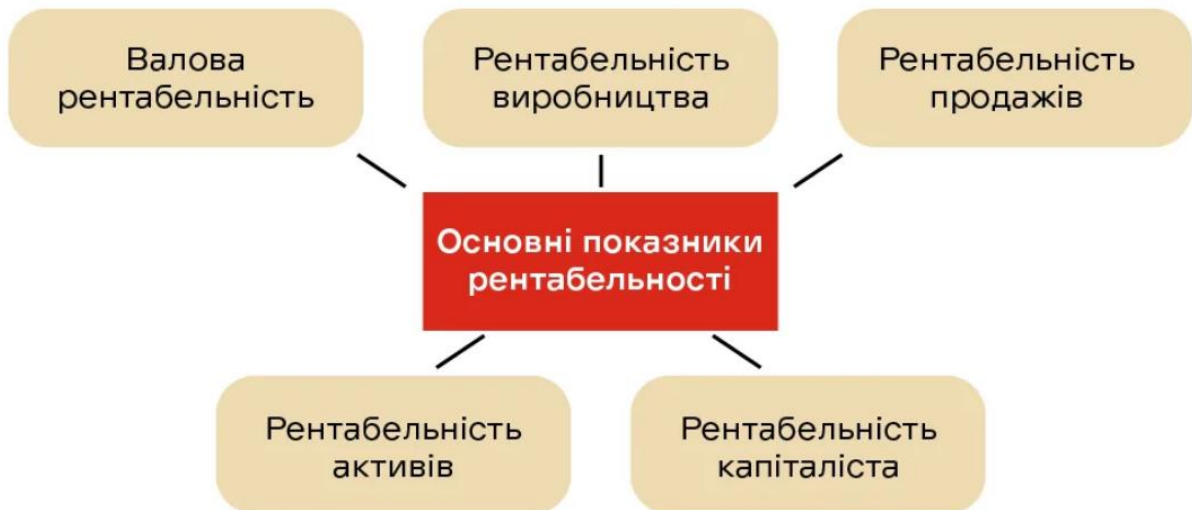 Валова
рентабельність
Рентабельність
виробництва
Рентабельність
продажів
Основні показники
рентабельності
Рентабельність
активів
Рентабельність
капіталіста